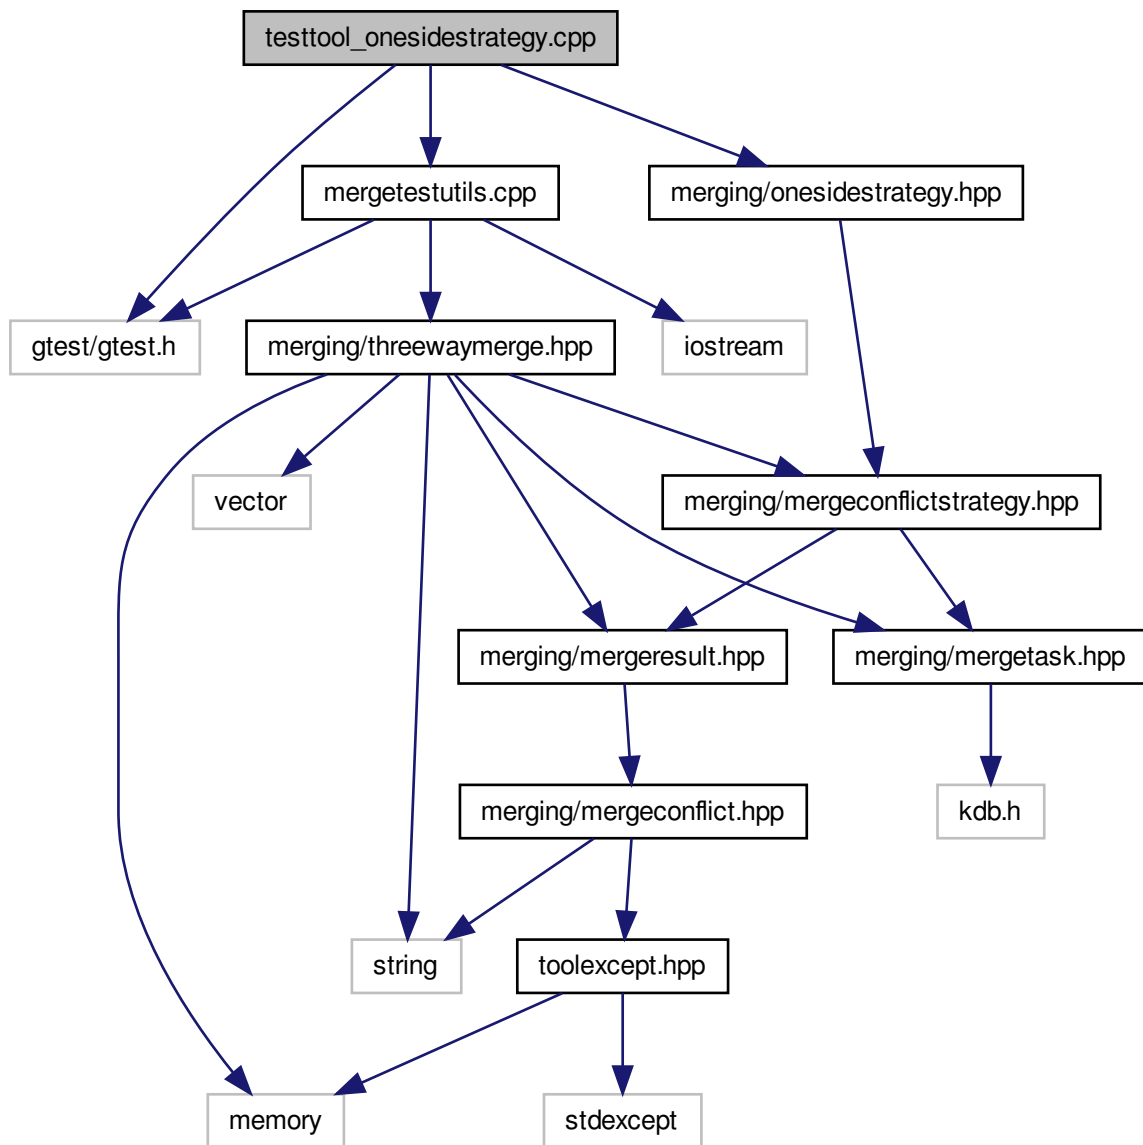 testtool_onesidestrategy.cpp
mergetestutils.cpp
merging/onesidestrategy.hpp
gtest/gtest.h
merging/threewaymerge.hpp
iostream
vector
merging/mergeconflictstrategy.hpp
merging/mergeresult.hpp
merging/mergetask.hpp
merging/mergeconflict.hpp
kdb.h
string
toolexcept.hpp
memory
stdexcept